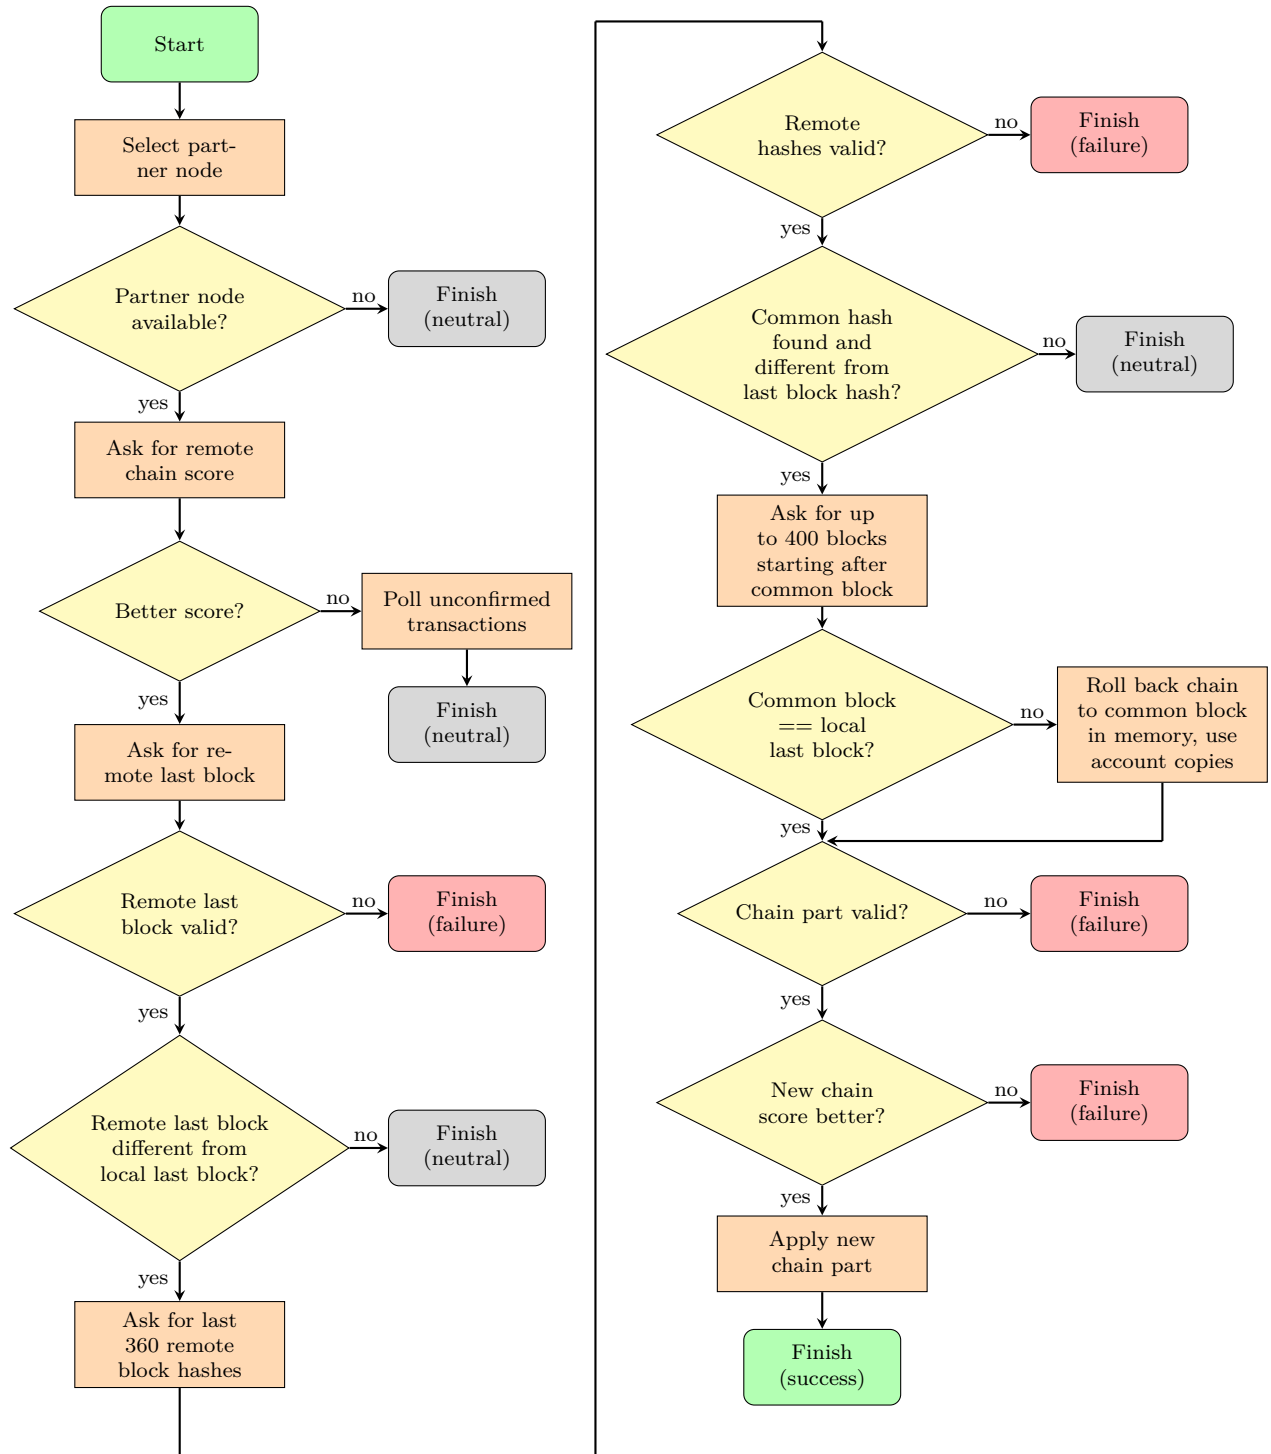 Start
Select part-
ner node
Partner node
available?
no
Finish
(neutral)
yes
Ask for remote
chain score
Better score?
no
Poll unconfirmed
transactions
Finish
(neutral)
yes
Ask for re-
mote last block
Remote last
block valid?
no
Finish
(failure)
yes
Remote last block
different from
local last block?
no
Finish
(neutral)
yes
Ask for last
360 remote
block hashes
Remote
hashes valid?
no
Finish
(failure)
yes
Common hash
found and
different from
last block hash?
no
Finish
(neutral)
yes
Ask for up
to 400 blocks
starting after
common block
Common block
== local
last block?
no
Roll back chain
to common block
in memory, use
account copies
yes
Chain part valid?
no
Finish
(failure)
yes
New chain
score better?
no
Finish
(failure)
yes
Apply new
chain part
Finish
(success)